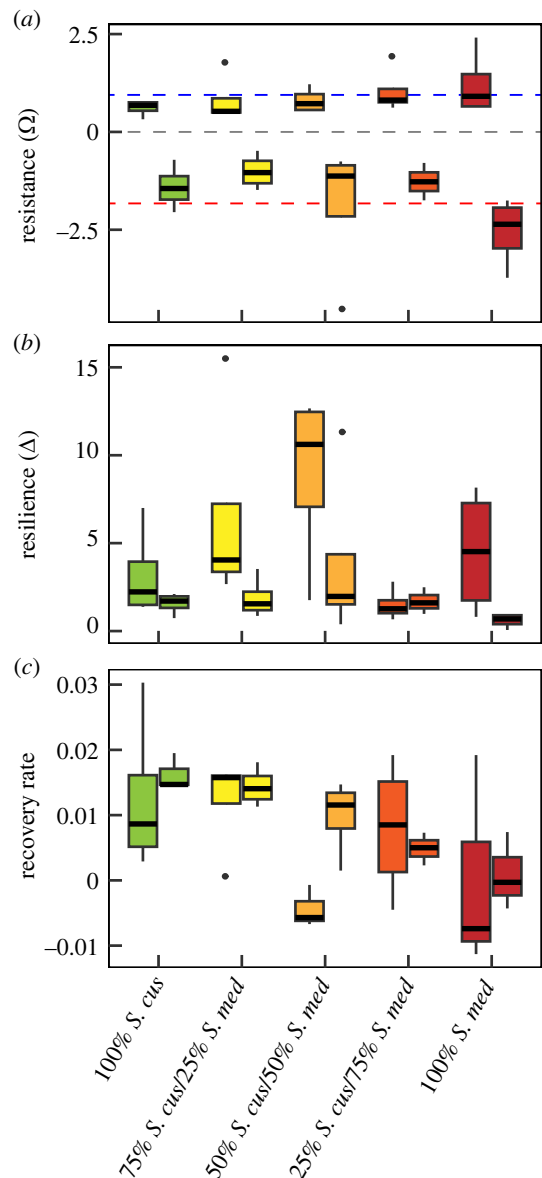 (a)
resistance (Ω)
2.5
0
–2.5
(b)
resilience (Δ)
15
10
5
0
(c)
recovery rate
0.03
0.02
0.01
0
–0.01
100% S. cus
75% S. cus/25% S. med
50% S. cus/50% S. med
25% S. cus/75% S. med
100% S. med